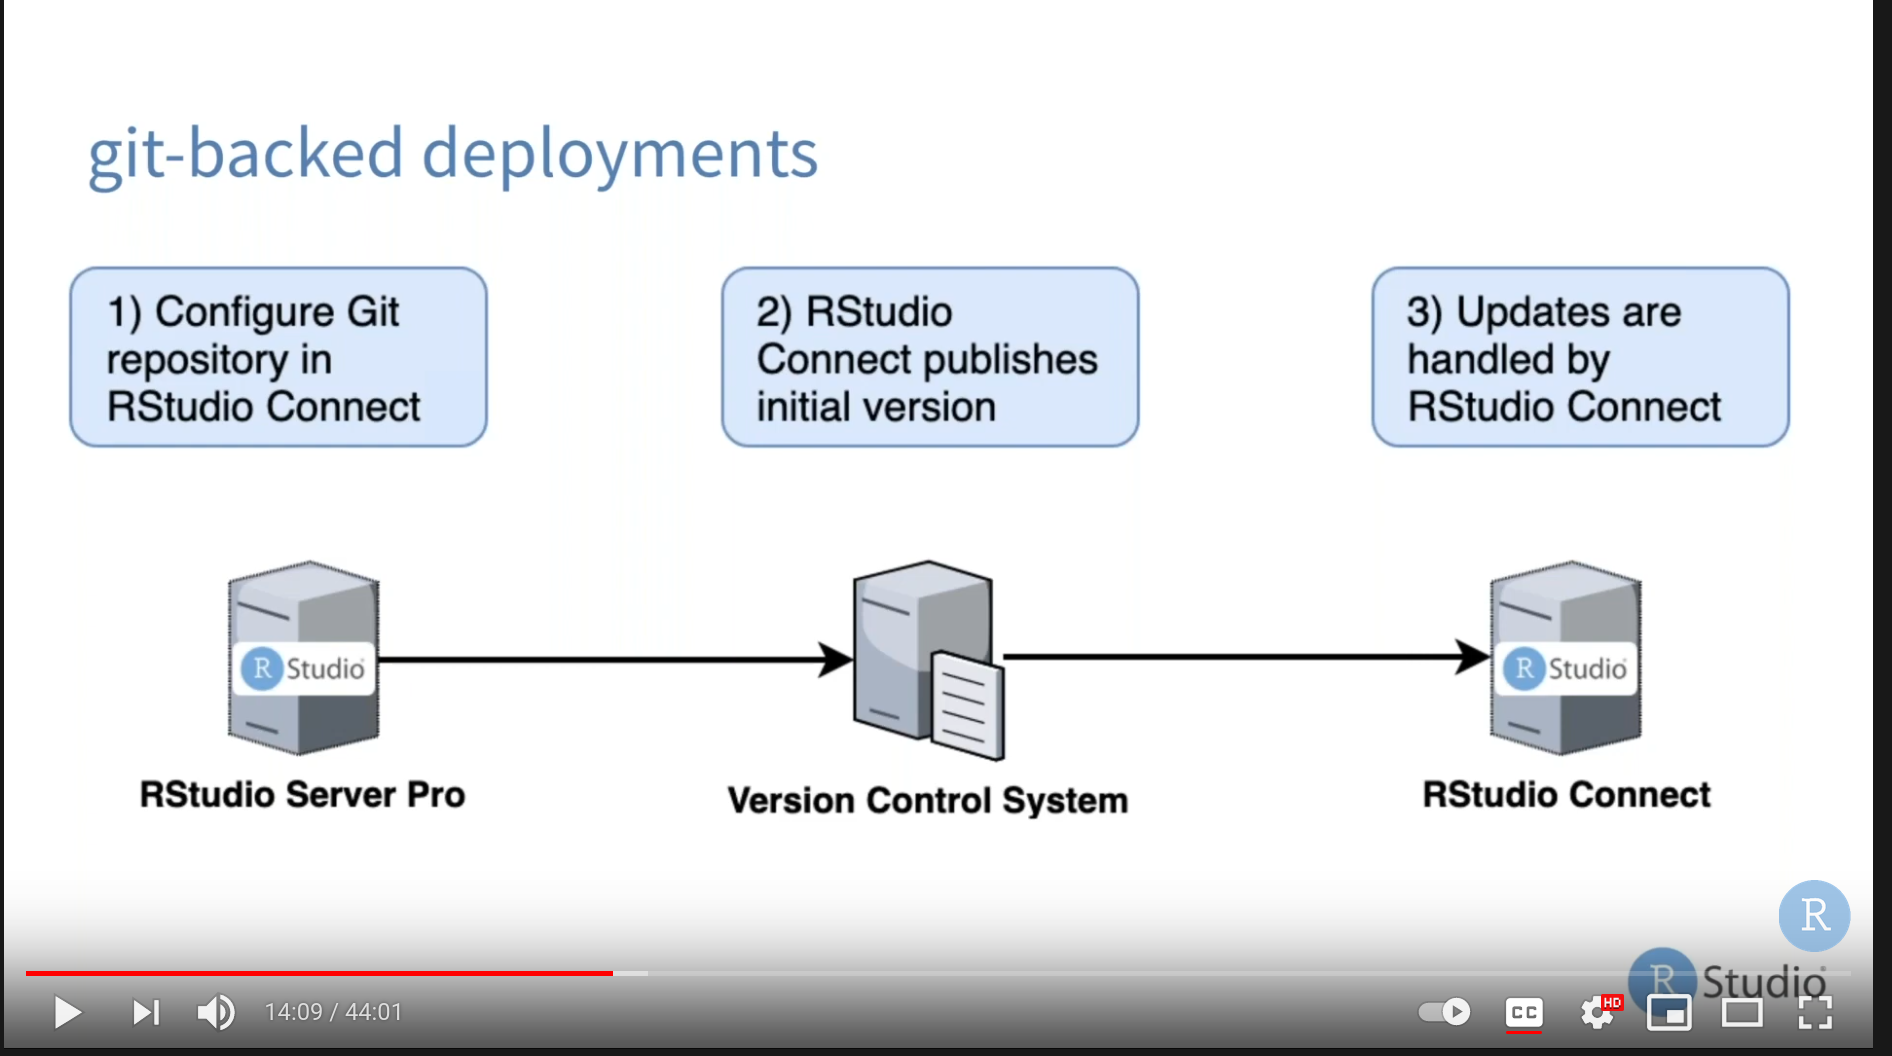 git-backed deployments
1) Configure Git
repository in
RStudio Connect
2) RStudio
Connect publishes
initial version
3) Updates are
handled by
RStudio Connect
R Studio
R Studio
RStudio Server Pro
Version Control System
RStudio Connect
R
R Studio
14:09 / 44:01
CC
HD